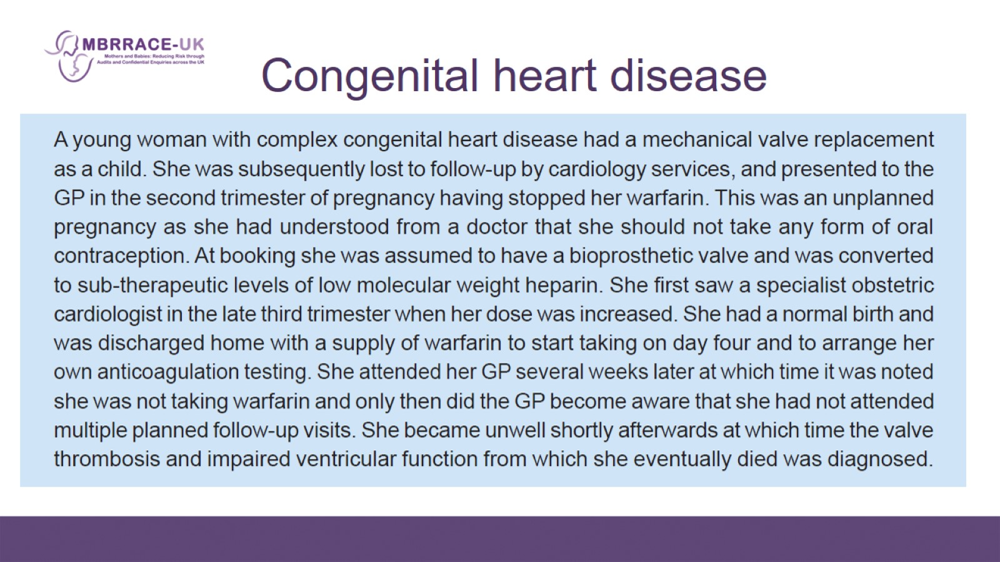 MBRRACE-UK
Mothers and Babies: Reducing Risk through
Audits and Confidential Enquiries across the UK
Congenital heart disease
A young woman with complex congenital heart disease had a mechanical valve replacement
as a child. She was subsequently lost to follow-up by cardiology services, and presented to the
GP in the second trimester of pregnancy having stopped her warfarin. This was an unplanned
pregnancy as she had understood from a doctor that she should not take any form of oral
contraception. At booking she was assumed to have a bioprosthetic valve and was converted
to sub-therapeutic levels of low molecular weight heparin. She first saw a specialist obstetric
cardiologist in the late third trimester when her dose was increased. She had a normal birth and
was discharged home with a supply of warfarin to start taking on day four and to arrange her
own anticoagulation testing. She attended her GP several weeks later at which time it was noted
she was not taking warfarin and only then did the GP become aware that she had not attended
multiple planned follow-up visits. She became unwell shortly afterwards at which time the valve
thrombosis and impaired ventricular function from which she eventually died was diagnosed.